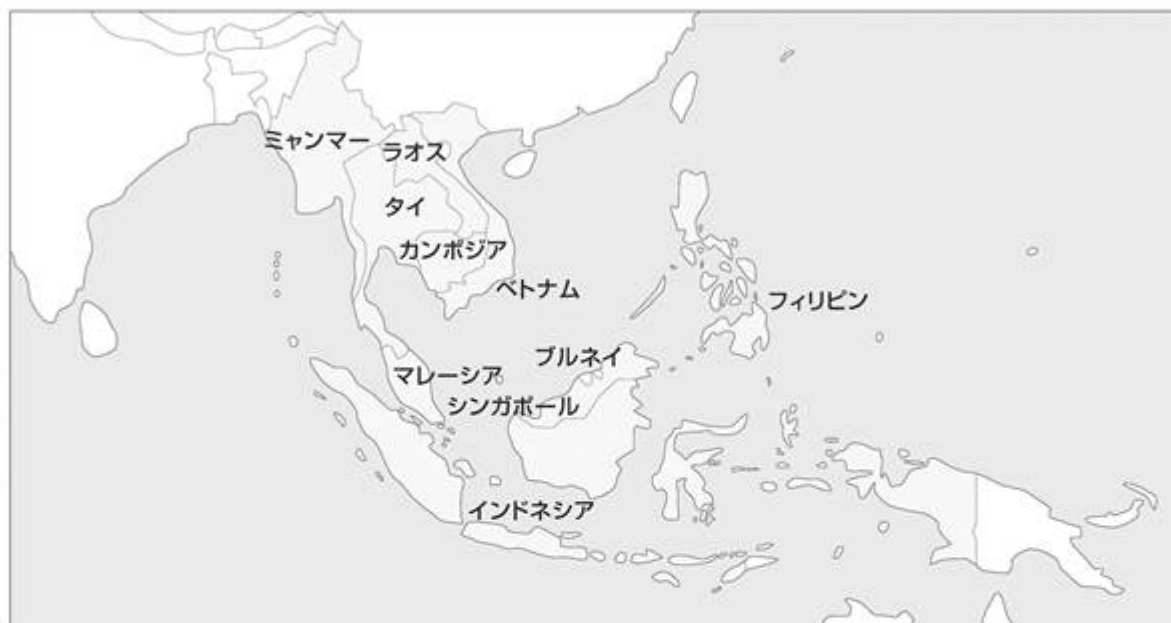 ミャンマー
ラオス
タイ
カンボジア
ベトナム
フィリピン
ブルネイ
マレーシア
シンガポール
インドネシア